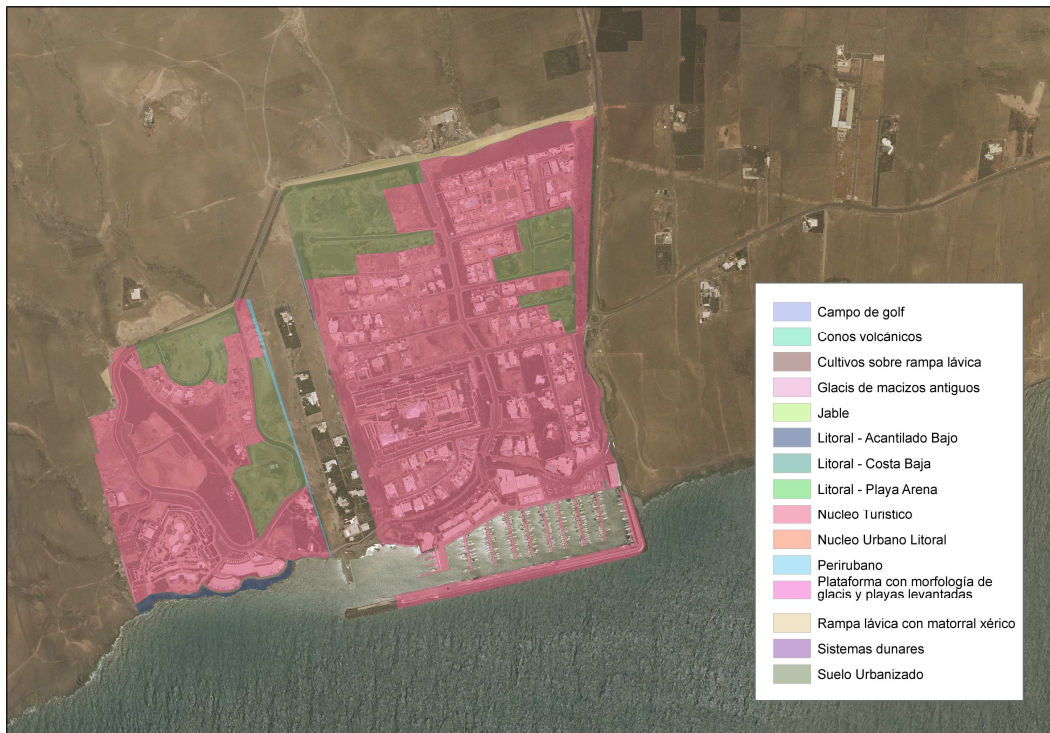 Campo de golf
Conos volcánicos
Cultivos sobre rampa lávica
Glacis de macizos antiguos
Jable
Litoral - Acantilado Bajo
Litoral - Costa Baja
Litoral - Playa Arena
Nucleo Turistico
Nucleo Urbano Litoral
Perirubano
Plataforma con morfología de
glacis y playas levantadas
Rampa lávica con matorral xérico
Sistemas dunares
Suelo Urbanizado